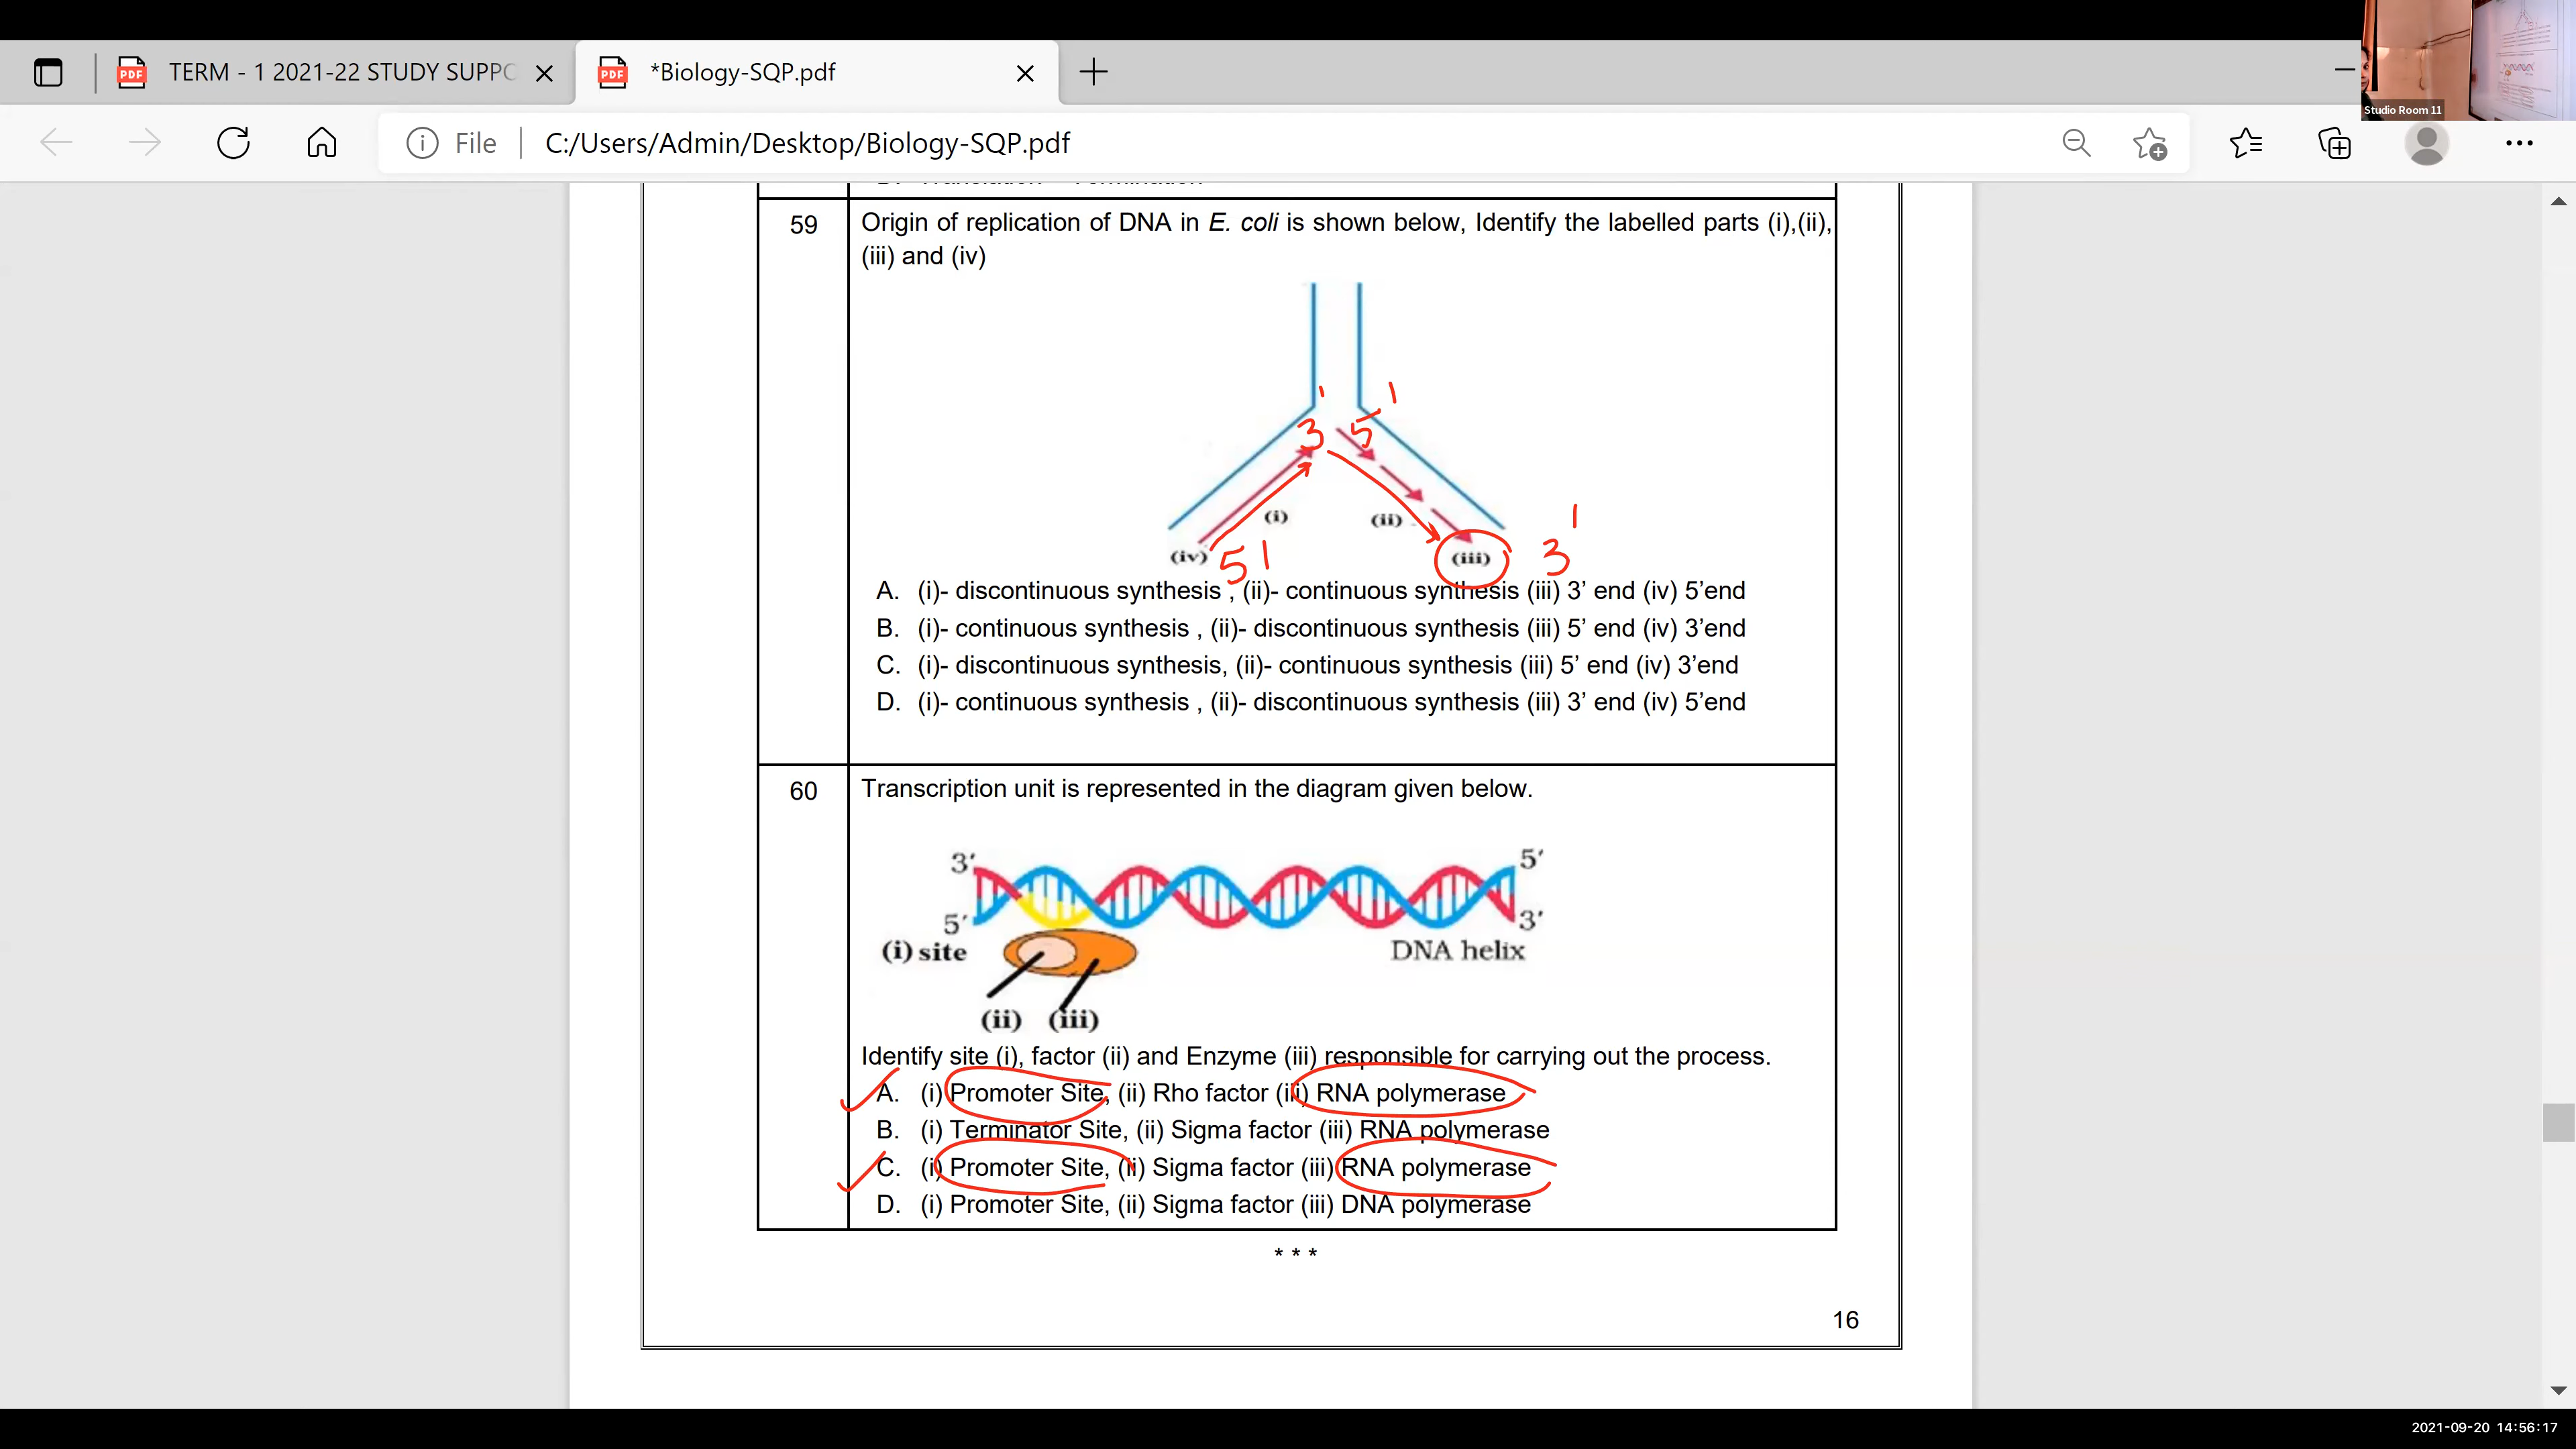 TERM - 1 2021-22 STUDY SUPPO
*Biology-SQP.pdf
Studio Room 11
File C:/Users/Admin/Desktop/Biology-SQP.pdf
59
Origin of replication of DNA in E. coli is shown below, Identify the labelled parts (i),(ii),
(iii) and (iv)
3' 5'
(i) (ii)
(iv) 5' (iii) 3'
A. (i)- discontinuous synthesis , (ii)- continuous synthesis (iii) 3’ end (iv) 5’end
B. (i)- continuous synthesis , (ii)- discontinuous synthesis (iii) 5’ end (iv) 3’end
C. (i)- discontinuous synthesis, (ii)- continuous synthesis (iii) 5’ end (iv) 3’end
D. (i)- continuous synthesis , (ii)- discontinuous synthesis (iii) 3’ end (iv) 5’end
60
Transcription unit is represented in the diagram given below.
3′ 5′
5′ 3′
(i) site DNA helix
(ii) (iii)
Identify site (i), factor (ii) and Enzyme (iii) responsible for carrying out the process.
A. (i) Promoter Site, (ii) Rho factor (iii) RNA polymerase
B. (i) Terminator Site, (ii) Sigma factor (iii) RNA polymerase
C. (i) Promoter Site, (ii) Sigma factor (iii) RNA polymerase
D. (i) Promoter Site, (ii) Sigma factor (iii) DNA polymerase
* * *
16
2021-09-20 14:56:17